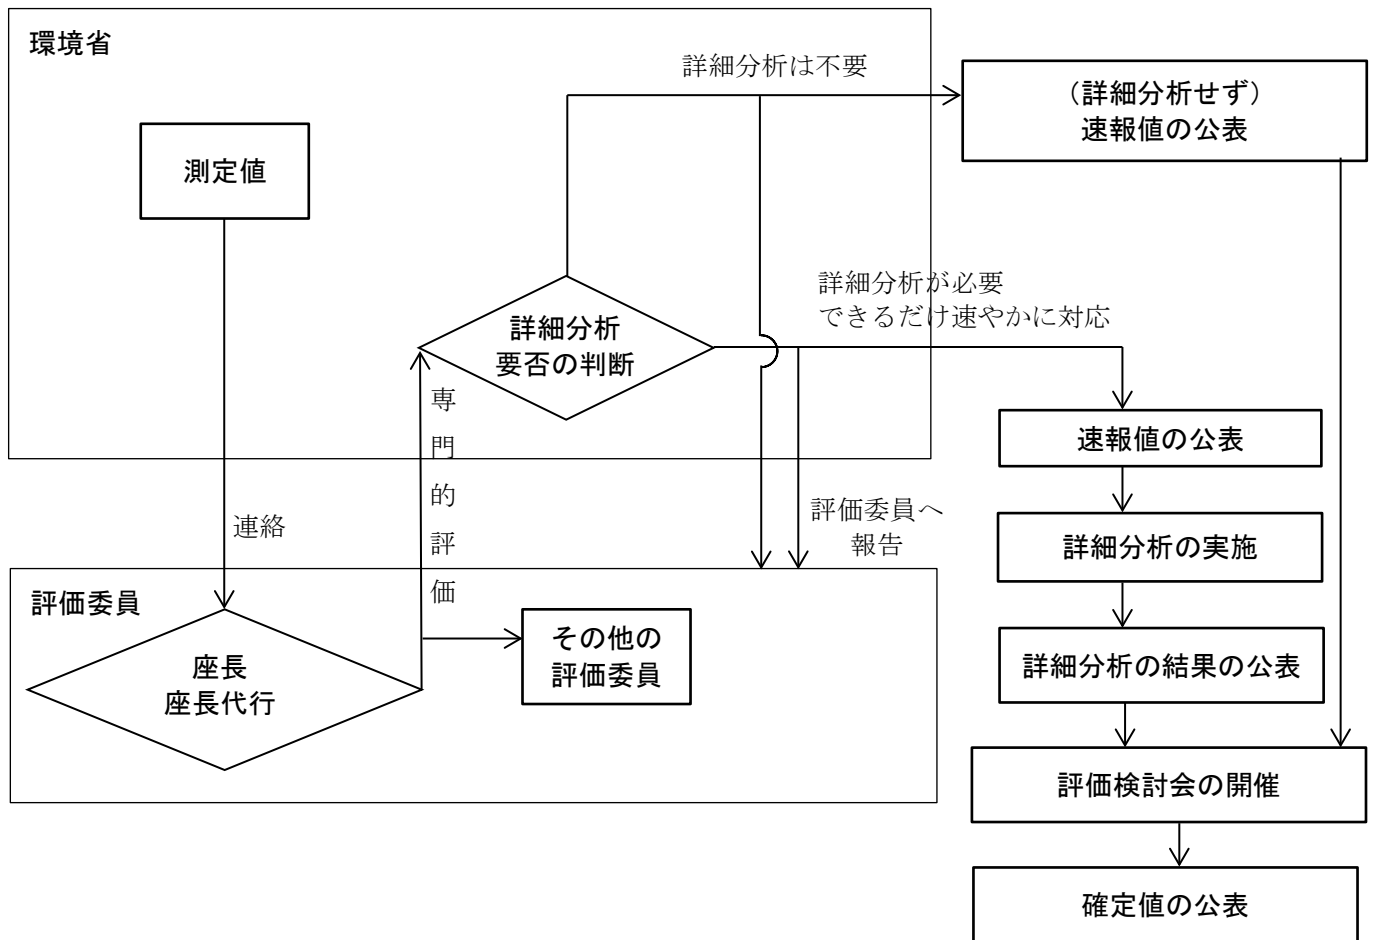 環境省
詳細分析は不要
（詳細分析せず）
速報値の公表
測定値
詳細分析が必要
できるだけ速やかに対応
詳細分析
要否の判断
専
門
的
評
価
速報値の公表
連絡
評価委員へ
報告
詳細分析の実施
評価委員
座長
座長代行
その他の
評価委員
詳細分析の結果の公表
評価検討会の開催
確定値の公表